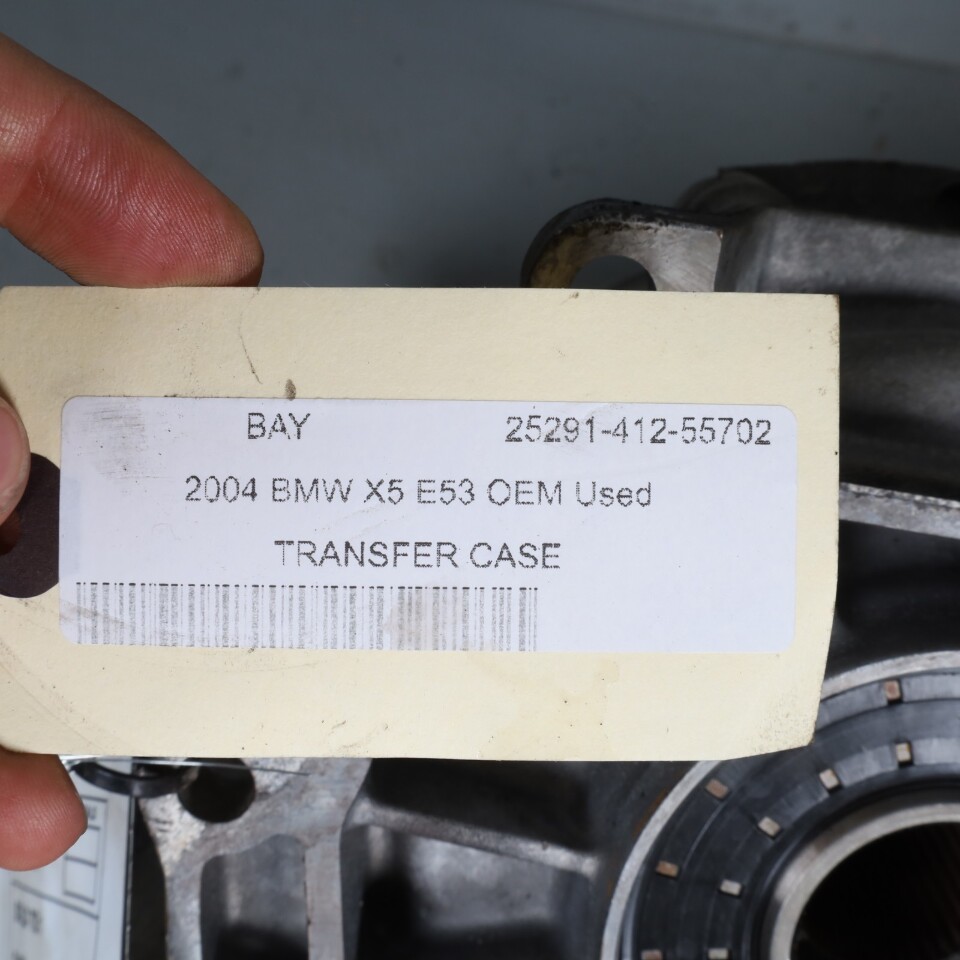 BAY 25291-412-55702
2004 BMW X5 E53 OEM Used
TRANSFER CASE